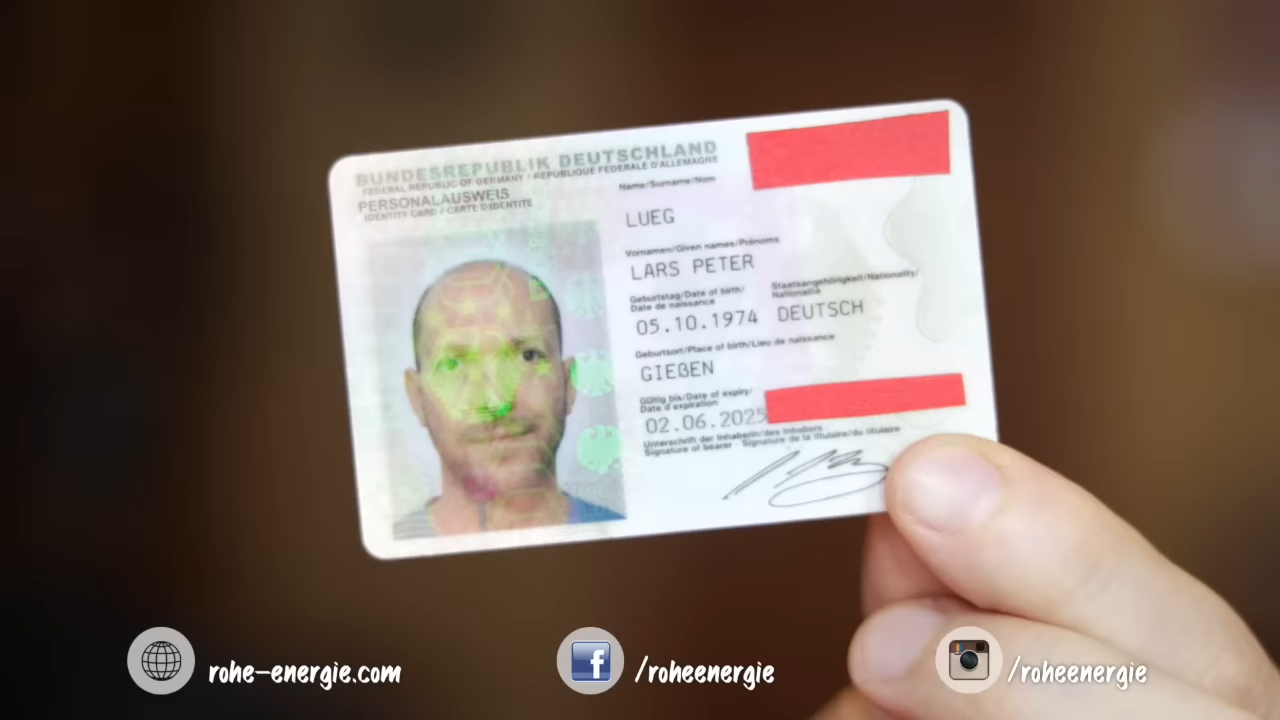 BUNDESREPUBLIK DEUTSCHLAND
FEDERAL REPUBLIC OF GERMANY / REPUBLIQUE FEDERALE D'ALLEMAGNE
PERSONALAUSWEIS
IDENTITY CARD / CARTE D'IDENTITE
Name/Surname/Nom
LUEG
Vornamen/Given names/Prénoms
LARS PETER
Geburtstag/Date of birth/
Date de naissance
Staatsangehörigkeit/Nationality/
Nationalité
05.10.1974 DEUTSCH
Geburtsort/Place of birth/Lieu de naissance
GIEßEN
Gültig bis/Date of expiry/
Date d'expiration
02.06.2025
Unterschrift der Inhaberin/des Inhabers -
Signature of bearer Signature de la titulaire/du titulaire
rohe-energie.com
/roheenergie
/roheenergie